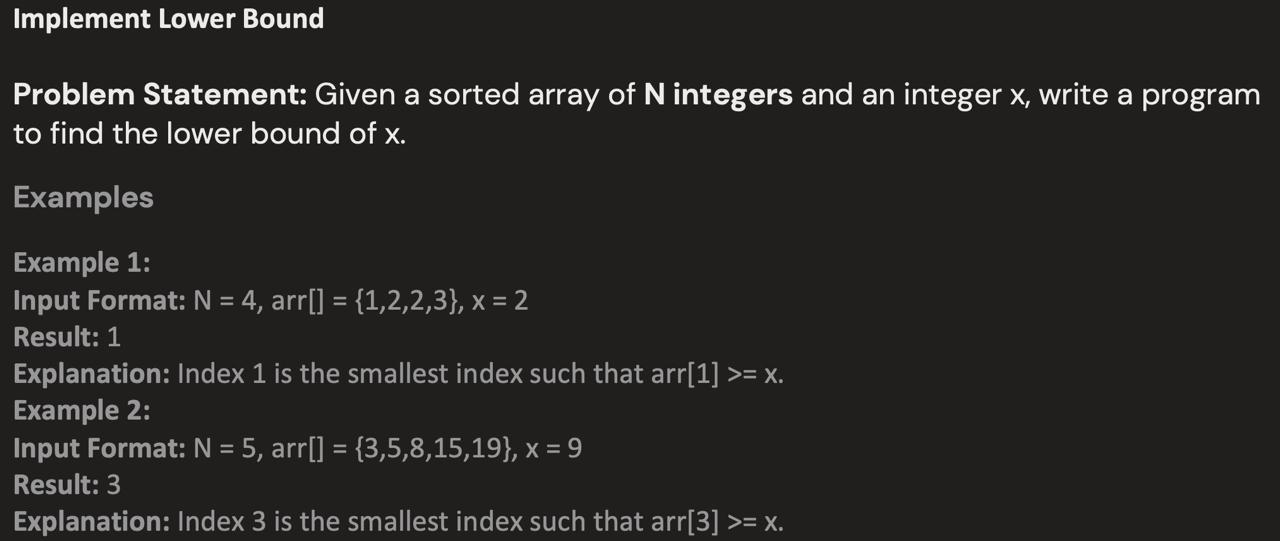 Implement Lower Bound
Problem Statement: Given a sorted array of N integers and an integer x, write a program
to find the lower bound of x.
Examples
Example 1:
Input Format: N = 4, arr[] = {1,2,2,3}, x = 2
Result: 1
Explanation: Index 1 is the smallest index such that arr[1] >= x.
Example 2:
Input Format: N = 5, arr[] = {3,5,8,15,19}, x = 9
Result: 3
Explanation: Index 3 is the smallest index such that arr[3] >= x.